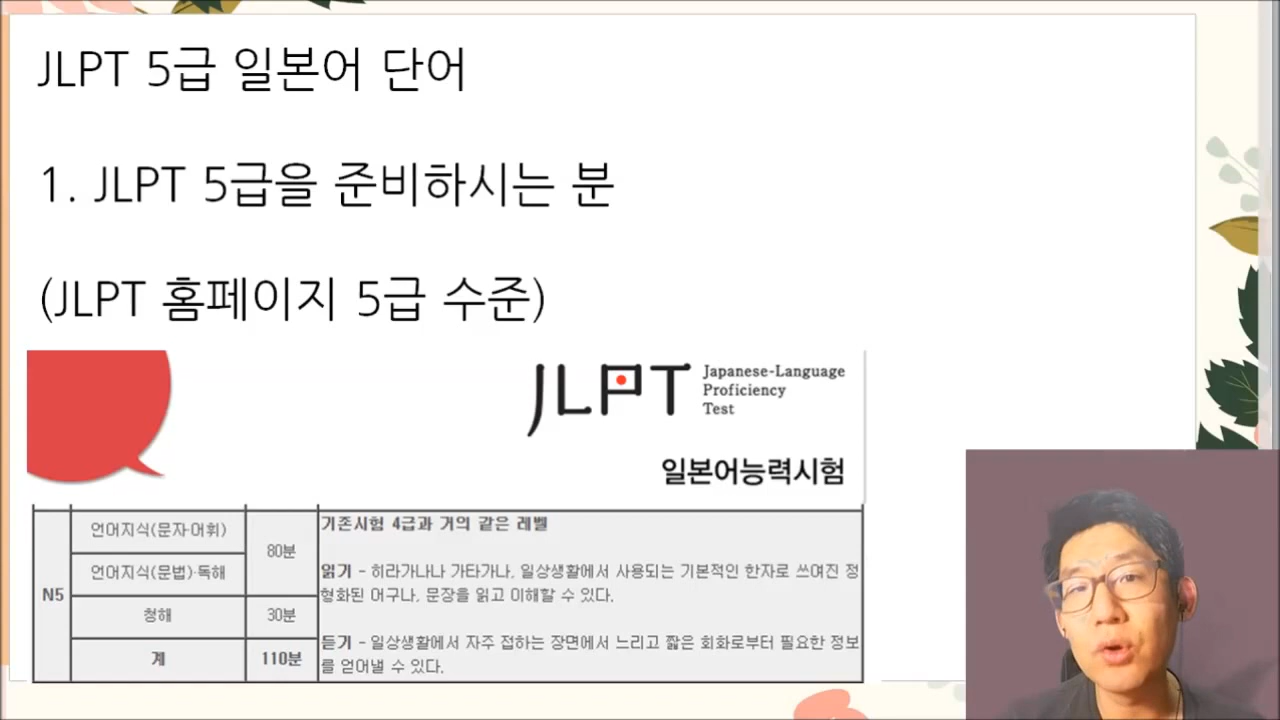 JLPT 5급 일본어 단어
1. JLPT 5급을 준비하시는 분
(JLPT 홈페이지 5급 수준)
JLPT Japanese-Language
Proficiency
Test
일본어능력시험
N5
언어지식(문자·어휘)
언어지식(문법)·독해
80분
청해
30분
계
110분
기존시험 4급과 거의 같은 레벨
읽기 - 히라가나나 가타가나, 일상생활에서 사용되는 기본적인 한자로 쓰여진 정
형화된 어구나, 문장을 읽고 이해할 수 있다.
듣기 - 일상생활에서 자주 접하는 장면에서 느리고 짧은 회화로부터 필요한 정보
를 얻어낼 수 있다.